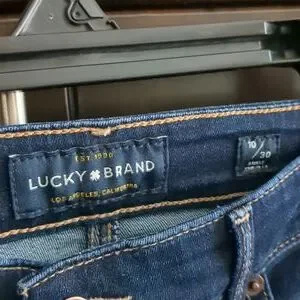 EST. 1990
LUCKY BRAND
LOS ANGELES, CALIFORNIA
10
/30